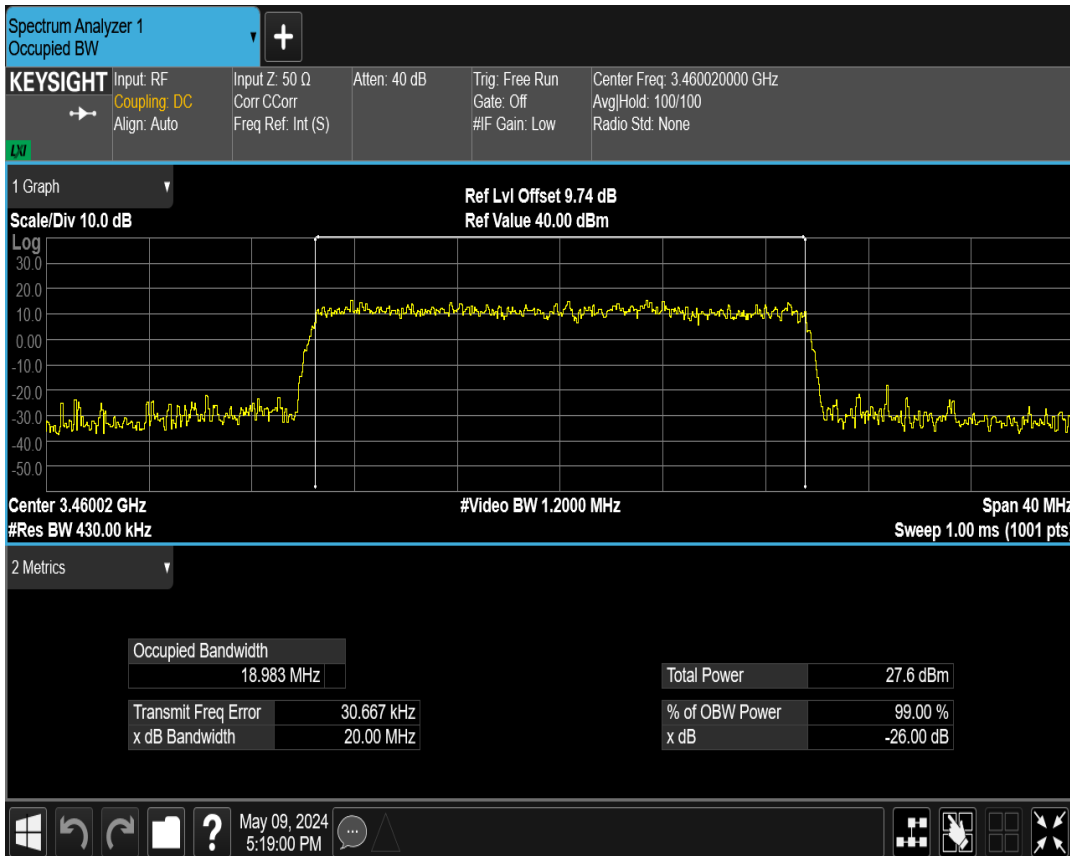 Spectrum Analyzer 1
Occupied BW
+
KEYSIGHT Input: RF Input Z: 50 Ω Atten: 40 dB Trig: Free Run Center Freq: 3.460020000 GHz
Coupling: DC Corr CCorr Gate: Off Avg|Hold: 100/100
Align: Auto Freq Ref: Int (S) #IF Gain: Low Radio Std: None
LXI
1 Graph Ref Lvl Offset 9.74 dB
Scale/Div 10.0 dB Ref Value 40.00 dBm
Log
30.0
20.0
10.0
0.00
-10.0
-20.0
-30.0
-40.0
-50.0
Center 3.46002 GHz #Video BW 1.2000 MHz Span 40 MHz
#Res BW 430.00 kHz Sweep 1.00 ms (1001 pts)
2 Metrics
Occupied Bandwidth
18.983 MHz Total Power 27.6 dBm
Transmit Freq Error 30.667 kHz % of OBW Power 99.00 %
x dB Bandwidth 20.00 MHz x dB -26.00 dB
? May 09, 2024
5:19:00 PM